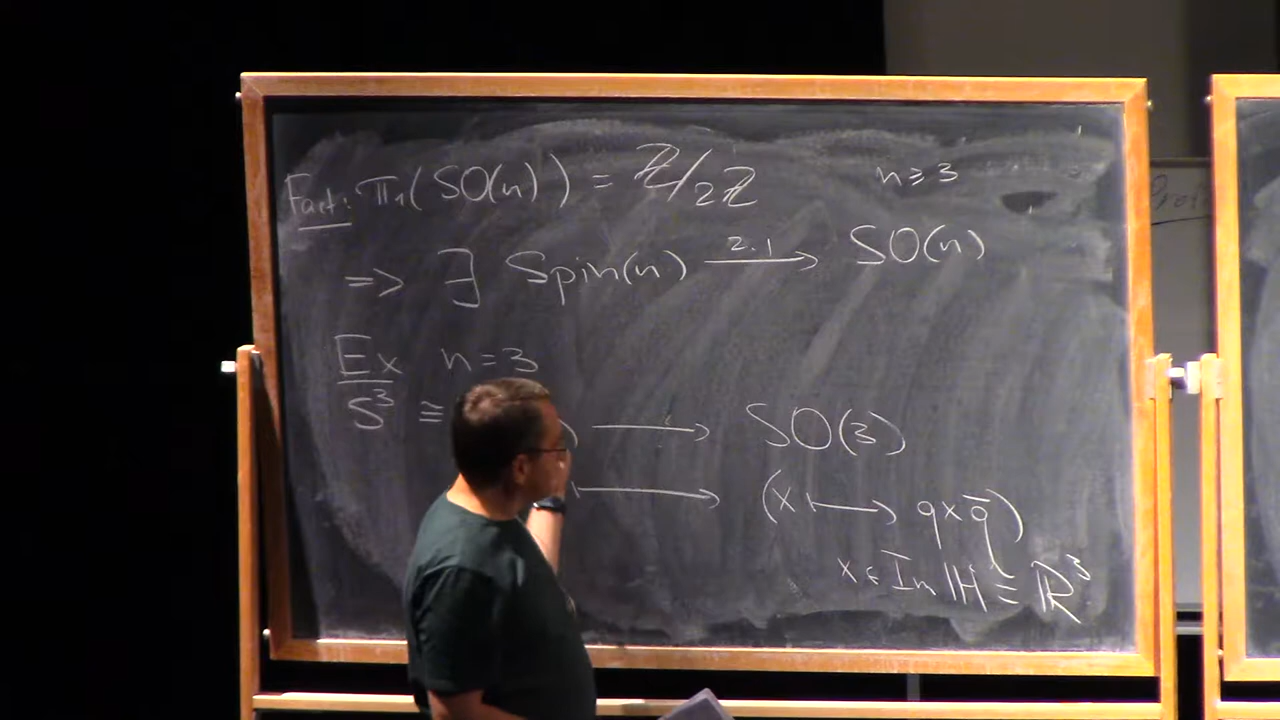 Fact: π₁(SO(n)) = ℤ/2ℤ n ≥ 3
⇒ ∃ Spin(n) —2:1→ SO(n)
Ex n = 3
S³ ≅ ) ⟶ SO(3)
⟼ (x ⟼ qxq̄)
x ∈ Im ℍ ≅ ℝ³